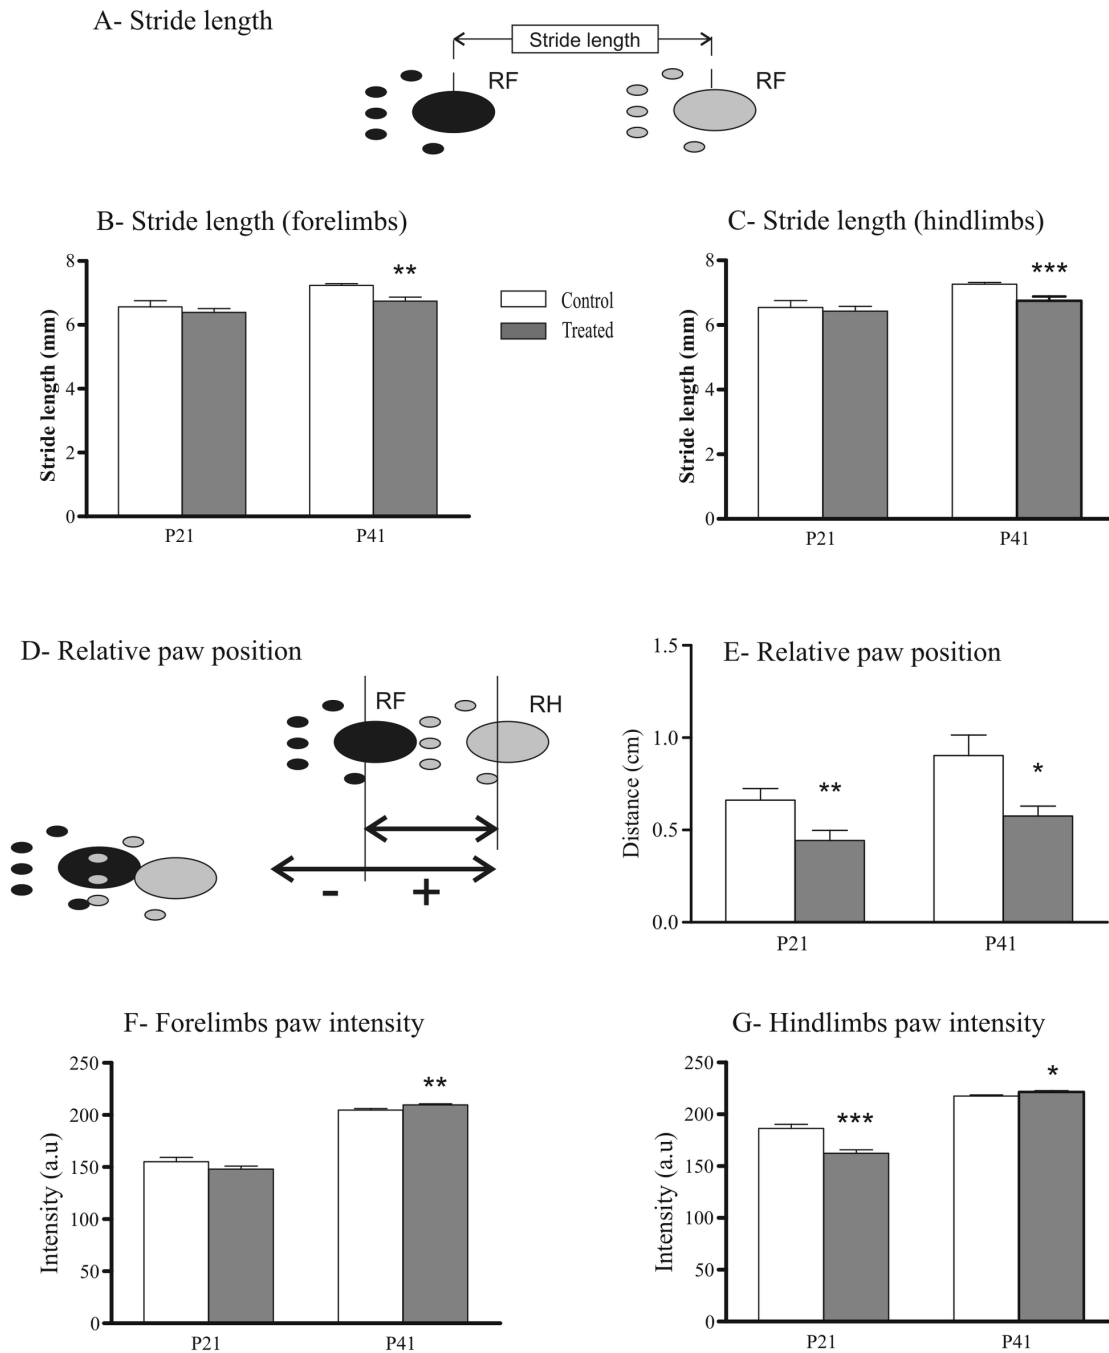 A- Stride length
Stride length
RF
RF
B- Stride length (forelimbs)
Stride length (mm)
8
6
4
2
0
**
P21
P41
Control
Treated
C- Stride length (hindlimbs)
Stride length (mm)
8
6
4
2
0
***
P21
P41
D- Relative paw position
RF
RH
-
+
E- Relative paw position
Distance (cm)
1.5
1.0
0.5
0.0
**
*
P21
P41
F- Forelimbs paw intensity
Intensity (a.u)
250
200
150
100
50
0
**
P21
P41
G- Hindlimbs paw intensity
Intensity (a.u)
250
200
150
100
50
0
***
*
P21
P41